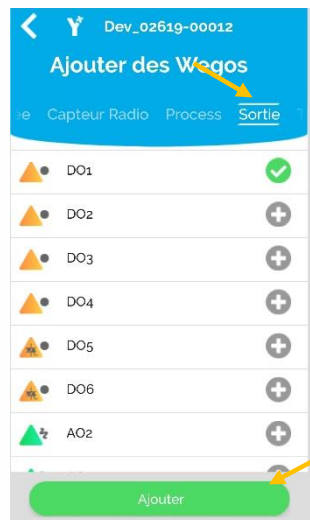 Dev_02619-00012
Ajouter des Wegos
Capteur Radio Process Sortie
DO1
DO2
DO3
DO4
DO5
DO6
AO2
Ajouter